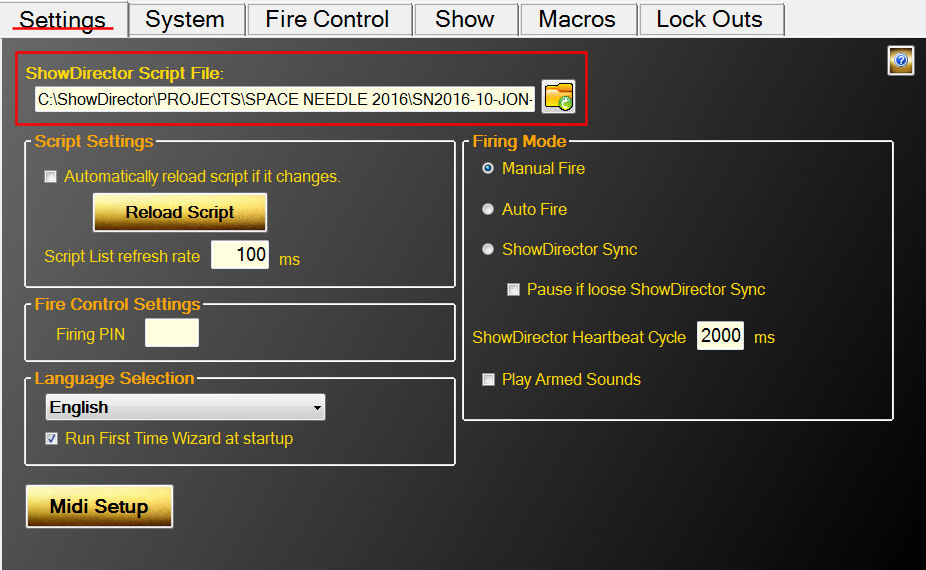 Settings System Fire Control Show Macros Lock Outs
ShowDirector Script File:
C:\ShowDirector\PROJECTS\SPACE NEEDLE 2016\SN2016-10-JON-
Script Settings
Automatically reload script if it changes.
Reload Script
Script List refresh rate 100 ms
Fire Control Settings
Firing PIN
Language Selection
English
Run First Time Wizard at startup
Midi Setup
Firing Mode
Manual Fire
Auto Fire
ShowDirector Sync
Pause if loose ShowDirector Sync
ShowDirector Heartbeat Cycle 2000 ms
Play Armed Sounds